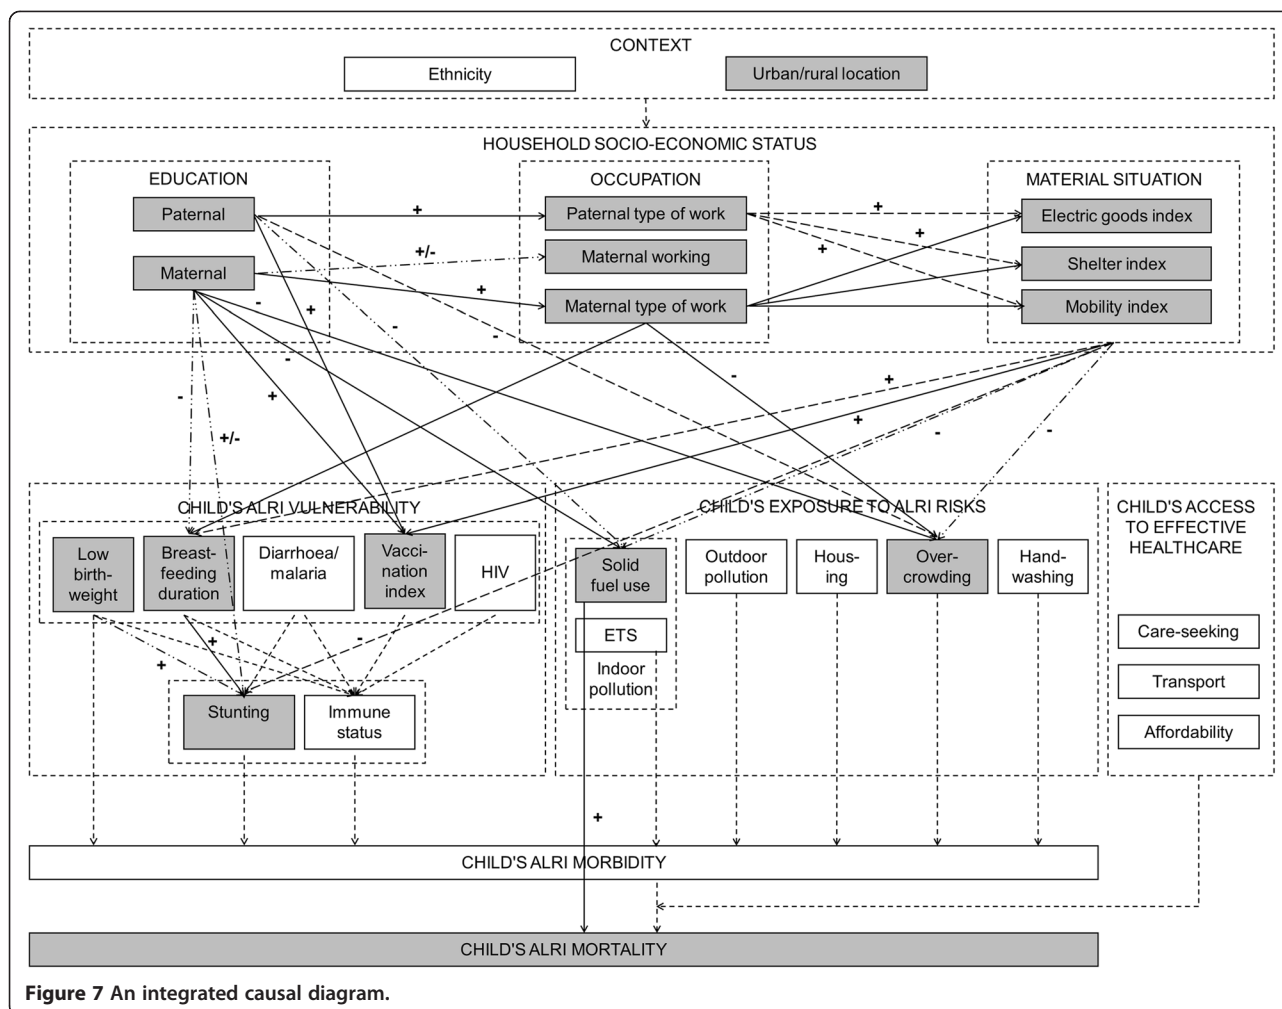 CONTEXT
Ethnicity
Urban/rural location
HOUSEHOLD SOCIO-ECONOMIC STATUS
EDUCATION
OCCUPATION
MATERIAL SITUATION
Paternal
+
Paternal type of work
+
Electric goods index
+
+/-
+
Maternal
Maternal working
Shelter index
+
-
+
Maternal type of work
Mobility index
-
-
-
-
+
-
+
+
+/-
-
-
CHILD'S ALRI VULNERABILITY
CHILD'S EXPOSURE TO ALRI RISKS
CHILD'S ACCESS
TO EFFECTIVE
HEALTHCARE
Low
birth-
weight
Breast-
feeding
duration
Diarrhoea/
malaria
Vacci-
nation
index
HIV
Solid
fuel use
Outdoor
pollution
Hous-
ing
Over-
crowding
Hand-
washing
+
-
+
ETS
Indoor
pollution
Care-seeking
Transport
Affordability
Stunting
Immune
status
+
CHILD'S ALRI MORBIDITY
CHILD'S ALRI MORTALITY
Figure 7 An integrated causal diagram.